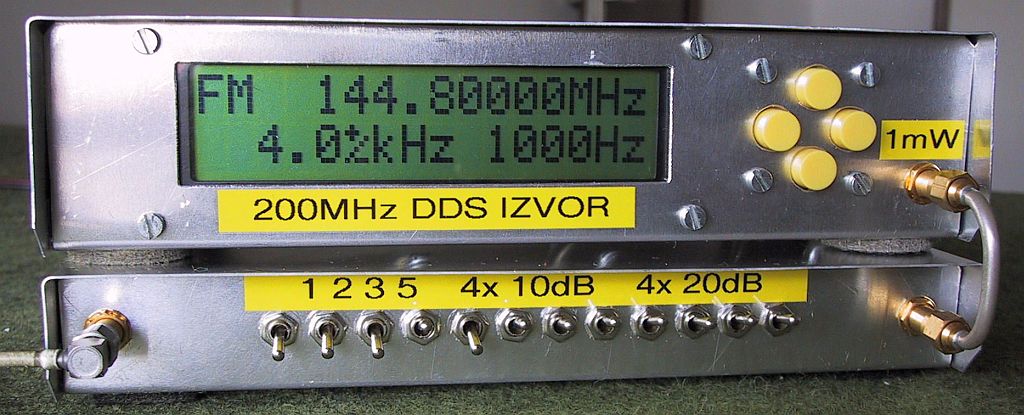 FM 144.80000MHz
4.0±kHz 1000Hz
1mW
200MHz DDS IZVOR
1 2 3 5 4x 10dB 4x 20dB